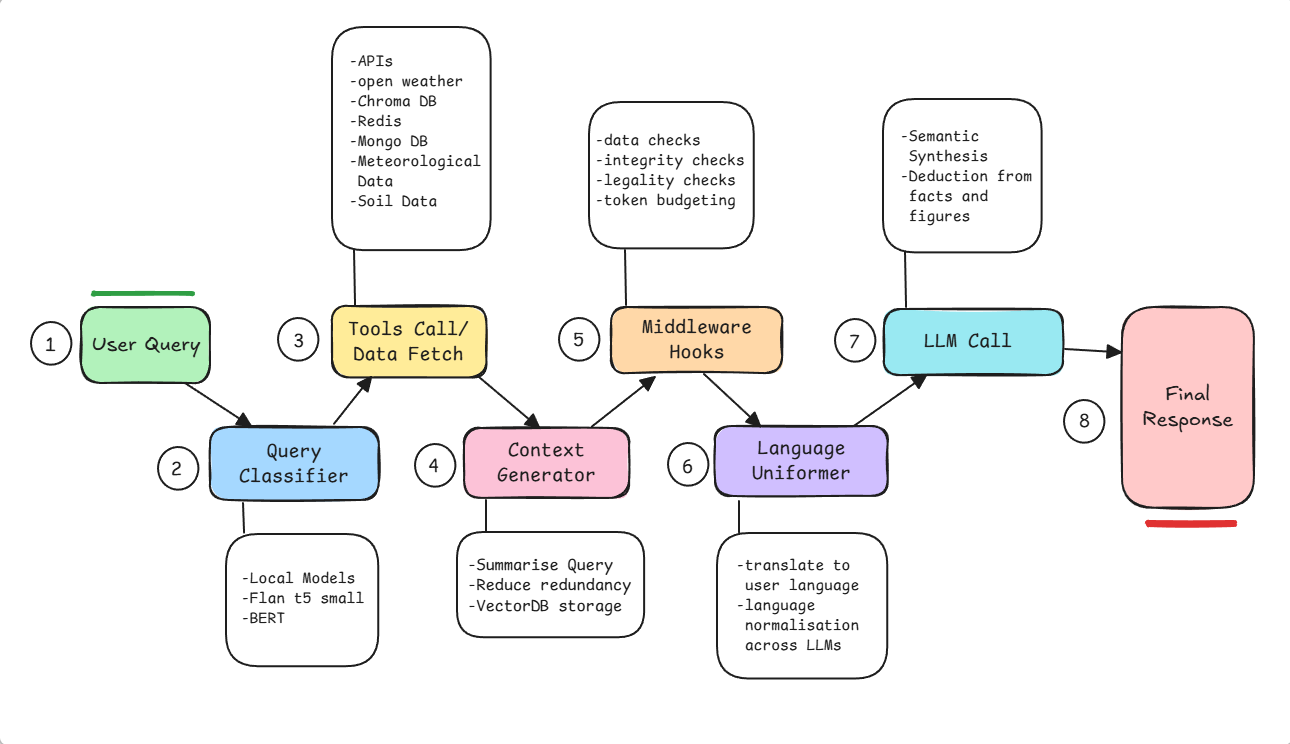 1
User Query
2
Query
Classifier
-Local Models
-Flan t5 small
-BERT
3
Tools Call/
Data Fetch
-APIs
-open weather
-Chroma DB
-Redis
-Mongo DB
-Meteorological
Data
-Soil Data
4
Context
Generator
-Summarise Query
-Reduce redundancy
-VectorDB storage
5
Middleware
Hooks
-data checks
-integrity checks
-legality checks
-token budgeting
6
Language
Uniformer
-translate to
user language
-language
normalisation
across LLMs
7
LLM Call
-Semantic
Synthesis
-Deduction from
facts and
figures
8
Final
Response